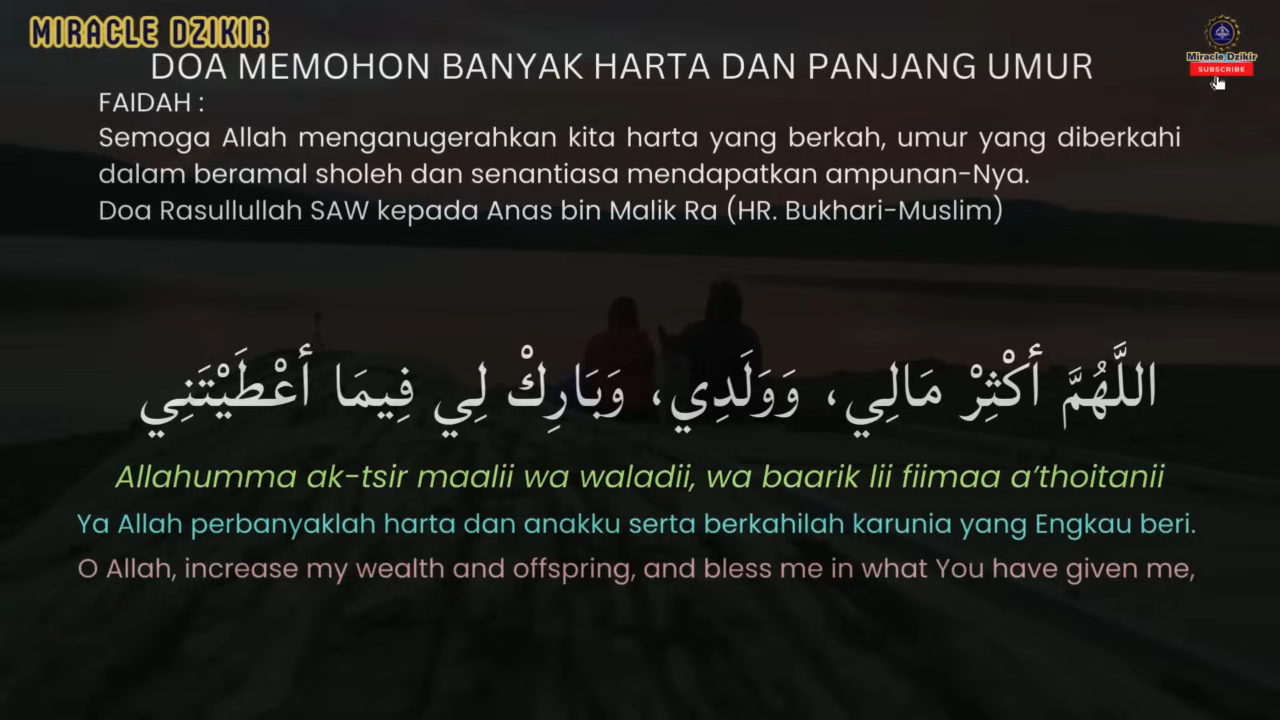 MIRACLE DZIKIR
Miracle Dzikir
SUBSCRIBE
DOA MEMOHON BANYAK HARTA DAN PANJANG UMUR
FAIDAH :
Semoga Allah menganugerahkan kita harta yang berkah, umur yang diberkahi
dalam beramal sholeh dan senantiasa mendapatkan ampunan-Nya.
Doa Rasullullah SAW kepada Anas bin Malik Ra (HR. Bukhari-Muslim)
اللَّهُمَّ أَكْثِرْ مَالِي، وَوَلَدِي، وَبَارِكْ لِي فِيمَا أَعْطَيْتَنِي
Allahumma ak-tsir maalii wa waladii, wa baarik lii fiimaa a’thoitanii
Ya Allah perbanyaklah harta dan anakku serta berkahilah karunia yang Engkau beri.
O Allah, increase my wealth and offspring, and bless me in what You have given me,